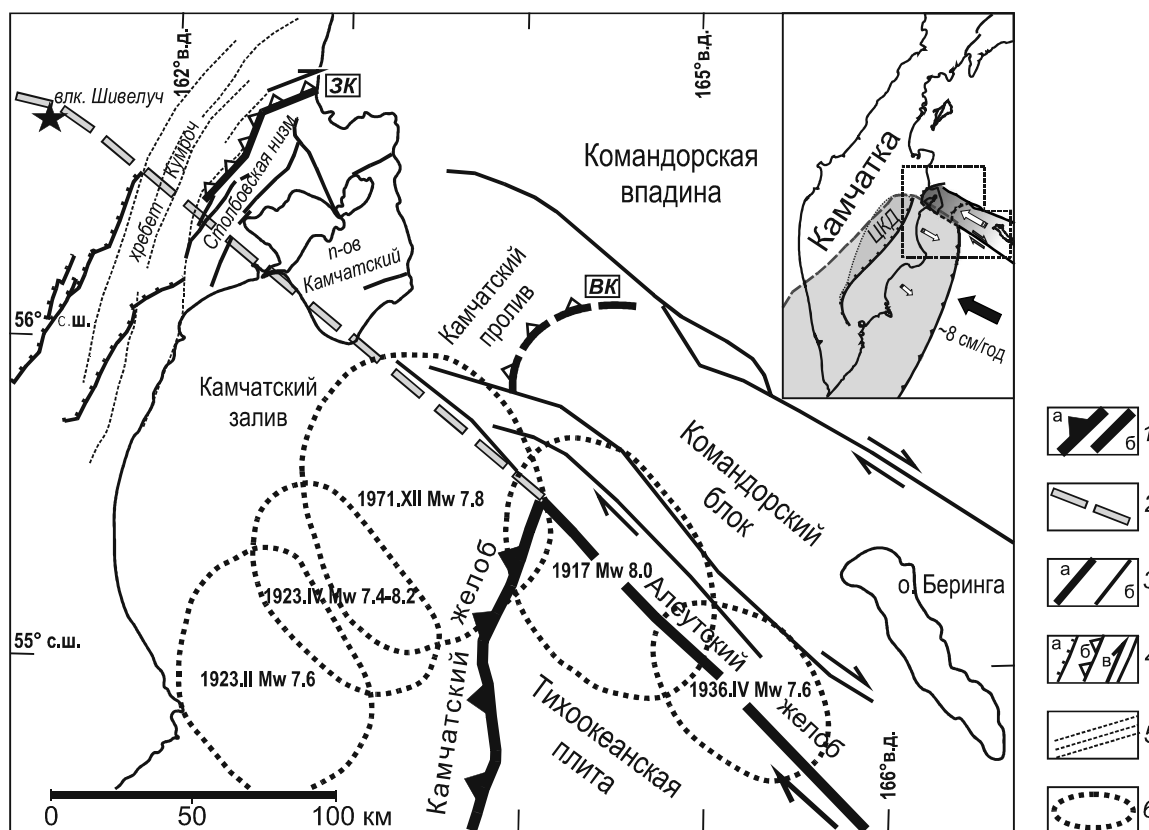 162° в.д.
165° в.д.
влк. Шивелуч
ЗК
хребет Кумроч
Столбовская низм
п-ов
Камчатский
Командорская
впадина
Камчатка
ЦКД
~8 см/год
56°
с.ш.
Камчатский
пролив
ВК
Камчатский
залив
Командорский
блок
1971.XII Mw 7.8
1917 Mw 8.0
1923.IV Mw 7.4-8.2
1923.II Mw 7.6
1936.IV Mw 7.6
о. Беринга
55° с.ш.
Камчатский желоб
Алеутский желоб
Тихоокеанская
плита
166° в.д.
0 50 100 км
а б 1
2
а б 3
а б в 4
5
6